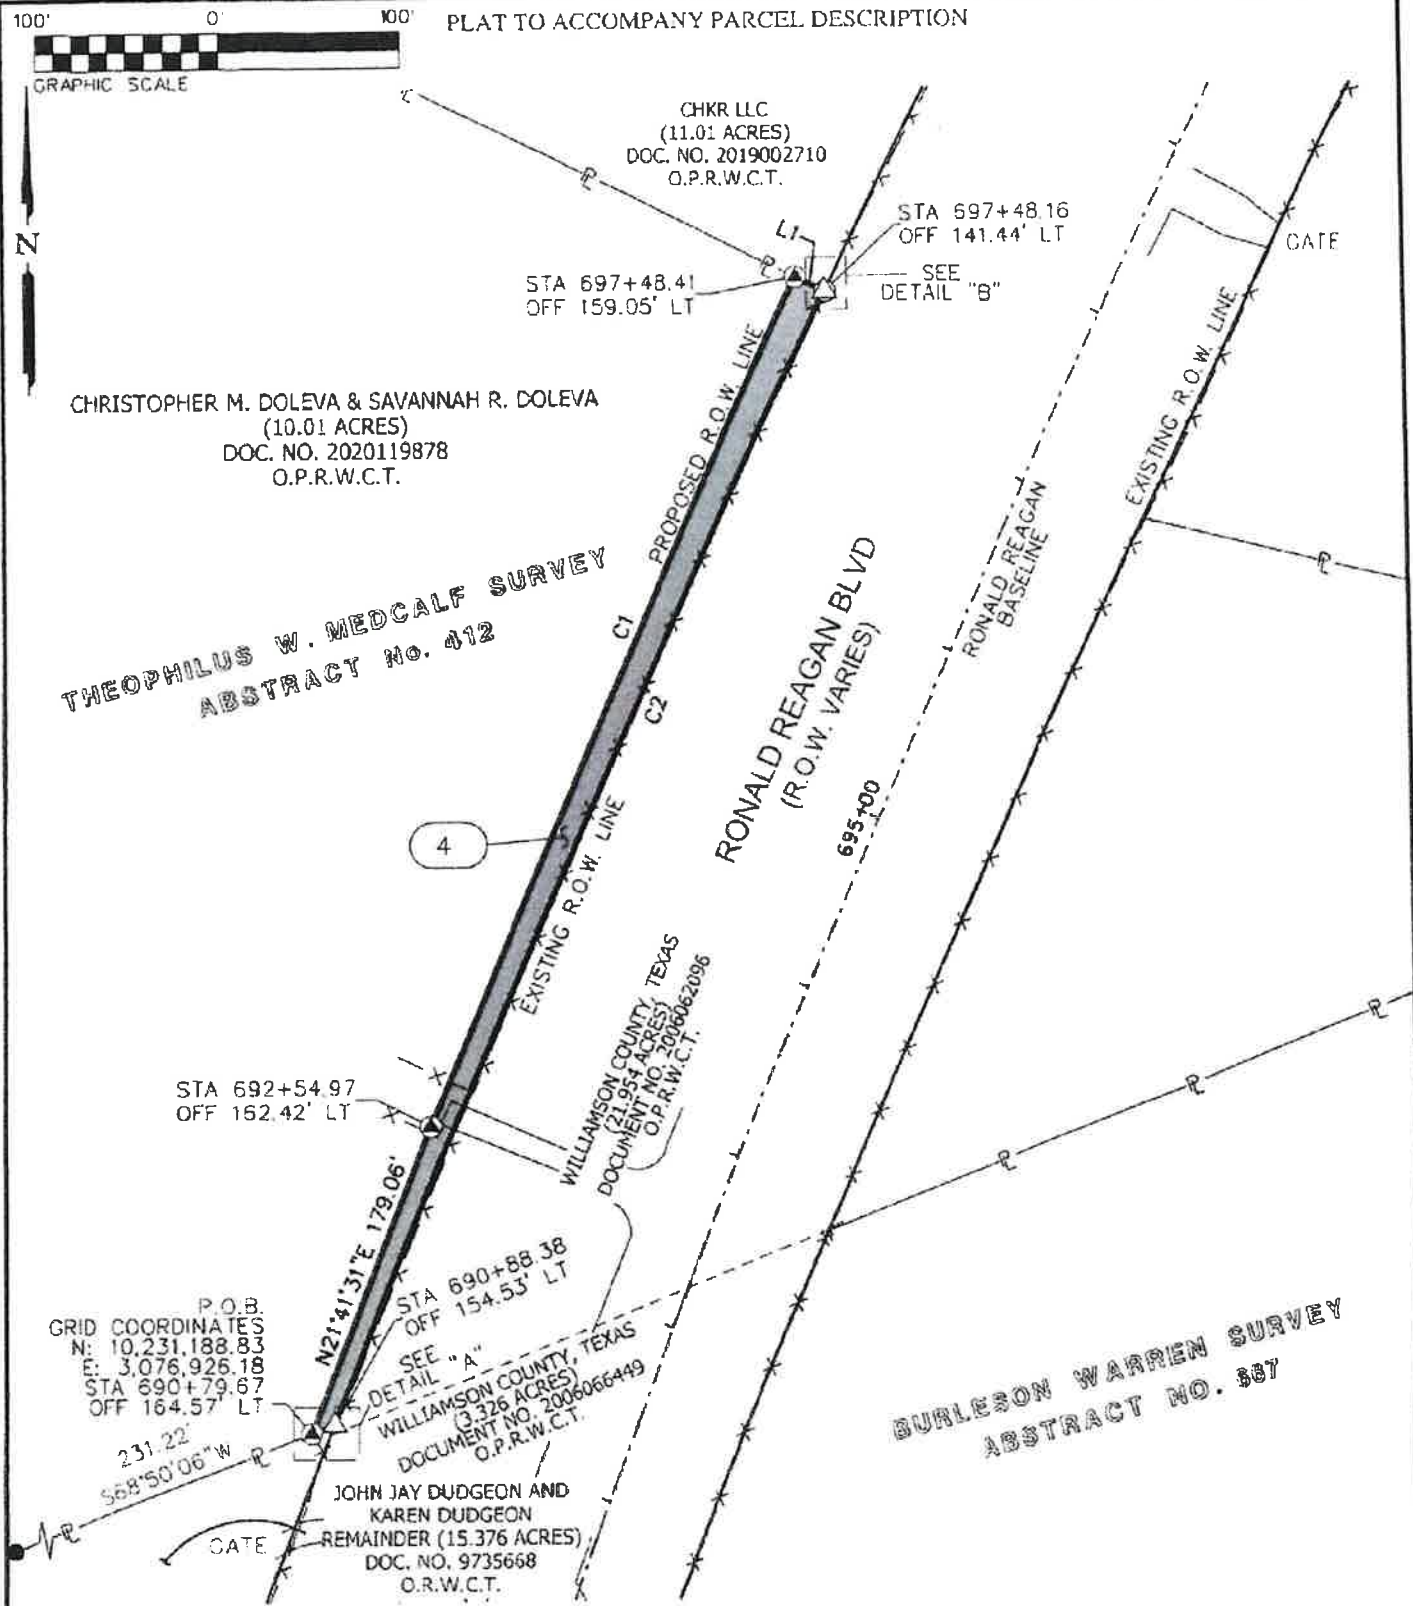 PLAT TO ACCOMPANY PARCEL DESCRIPTION
100' 0' 100'
GRAPHIC SCALE
N
CHKR LLC
(11.01 ACRES)
DOC. NO. 2019002710
O.P.R.W.C.T.
STA 697+48.16
OFF 141.44' LT
L1
GATE
SEE
DETAIL "B"
STA 697+48.41
OFF 159.05' LT
CHRISTOPHER M. DOLEVA & SAVANNAH R. DOLEVA
(10.01 ACRES)
DOC. NO. 2020119878
O.P.R.W.C.T.
PROPOSED R.O.W. LINE
EXISTING R.O.W. LINE
RONALD REAGAN
BASELINE
THEOPHILUS W. MEDCALF SURVEY
ABSTRACT No. 412
C1
C2
RONALD REAGAN BLVD
(R.O.W. VARIES)
695+00
4
EXISTING R.O.W. LINE
WILLIAMSON COUNTY, TEXAS
(21.954 ACRES)
DOCUMENT NO. 2006062096
O.P.R.W.C.T.
STA 692+54.97
OFF 162.42' LT
N21°41'31"E 179.06'
STA 690+88.38
OFF 154.53' LT
SEE
DETAIL "A"
P.O.B.
GRID COORDINATES
N: 10,231,188.83
E: 3,076,926.18
STA 690+79.67
OFF 164.57' LT
WILLIAMSON COUNTY, TEXAS
(3.326 ACRES)
DOCUMENT NO. 2006066449
O.P.R.W.C.T.
231.22'
S68°50'06"W
BURLESON WARREN SURVEY
ABSTRACT NO. 667
JOHN JAY DUDGEON AND
KAREN DUDGEON
REMAINDER (15.376 ACRES)
DOC. NO. 9735668
O.R.W.C.T.
GATE